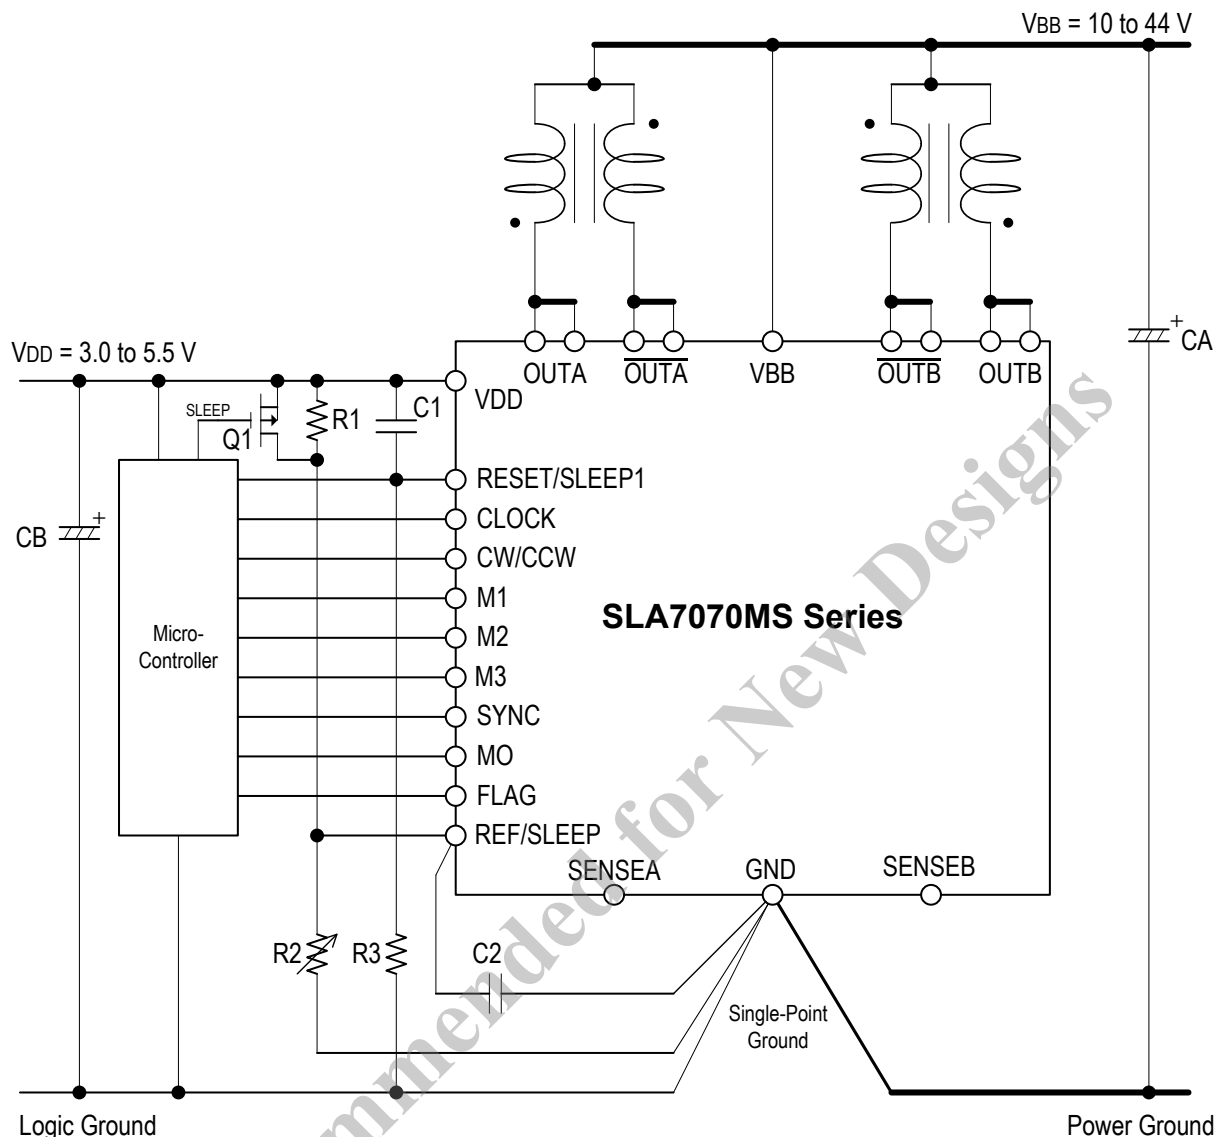 VBB = 10 to 44 V
CA
VDD = 3.0 to 5.5 V
OUTA
OUTA
VBB
OUTB
OUTB
VDD
SLEEP
Q1
R1
C1
RESET/SLEEP1
CLOCK
CW/CCW
CB
M1
SLA7070MS Series
M2
Micro-
Controller
M3
SYNC
MO
FLAG
REF/SLEEP
SENSEA
GND
SENSEB
R2
R3
C2
Single-Point
Ground
Logic Ground
Power Ground
mmended for New Designs